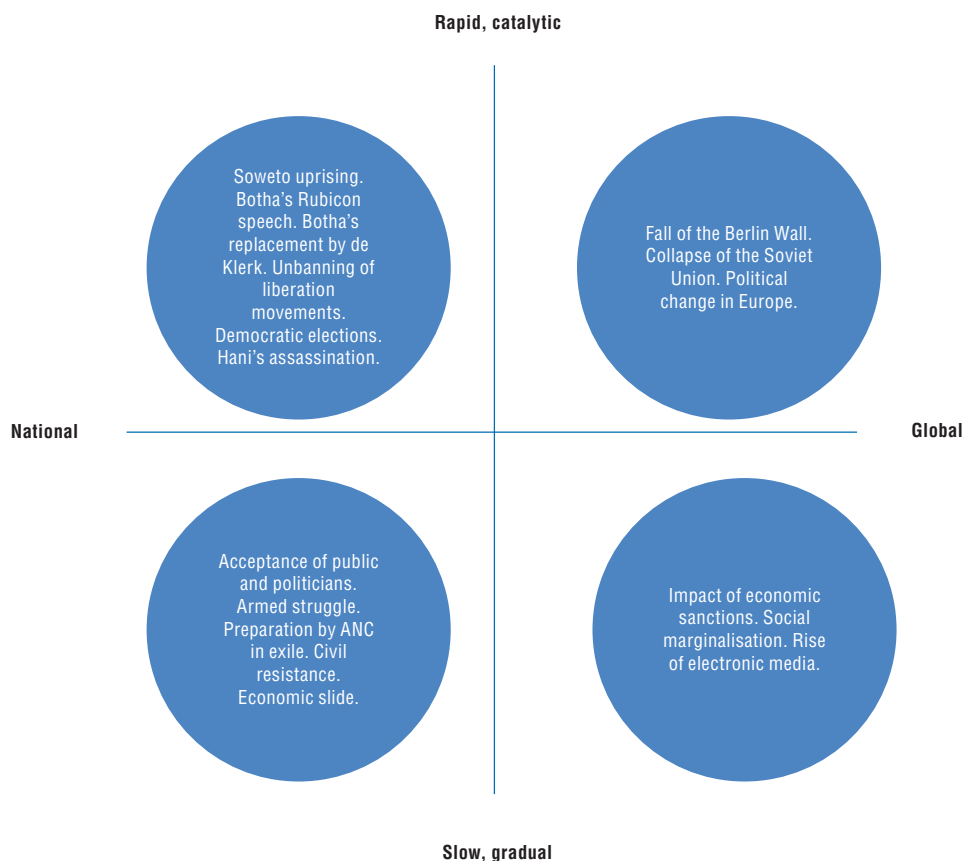 Rapid, catalytic
Soweto uprising.
Botha’s Rubicon
speech. Botha’s
replacement by de
Klerk. Unbanning of
liberation
movements.
Democratic elections.
Hani’s assassination.
Fall of the Berlin Wall.
Collapse of the Soviet
Union. Political
change in Europe.
National
Global
Acceptance of public
and politicians.
Armed struggle.
Preparation by ANC
in exile. Civil
resistance.
Economic slide.
Impact of economic
sanctions. Social
marginalisation. Rise
of electronic media.
Slow, gradual